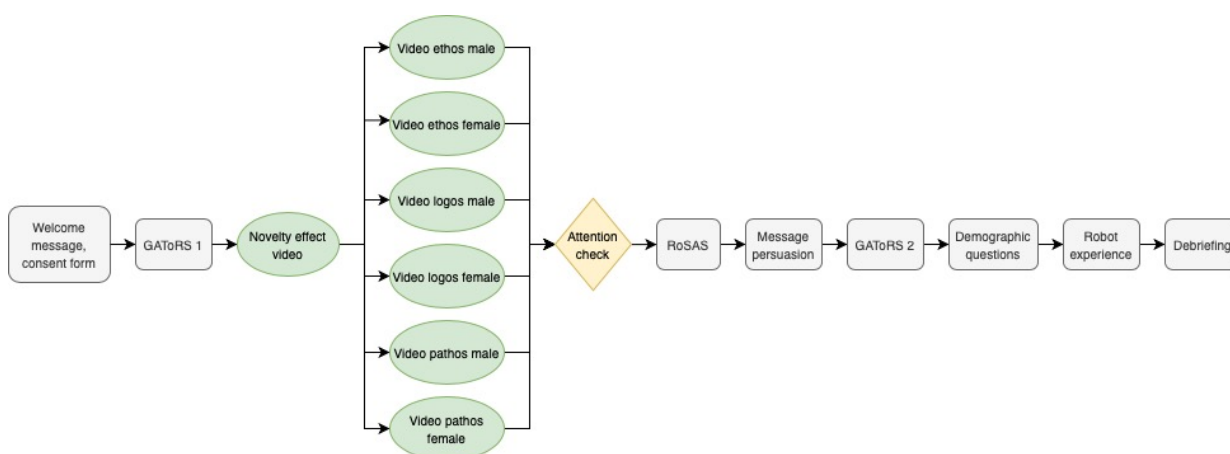 Welcome
message,
consent form
GAToRS 1
Novelty effect
video
Video ethos male
Video ethos female
Video logos male
Video logos female
Video pathos male
Video pathos
female
Attention
check
RoSAS
Message
persuasion
GAToRS 2
Demographic
questions
Robot
experience
Debriefing